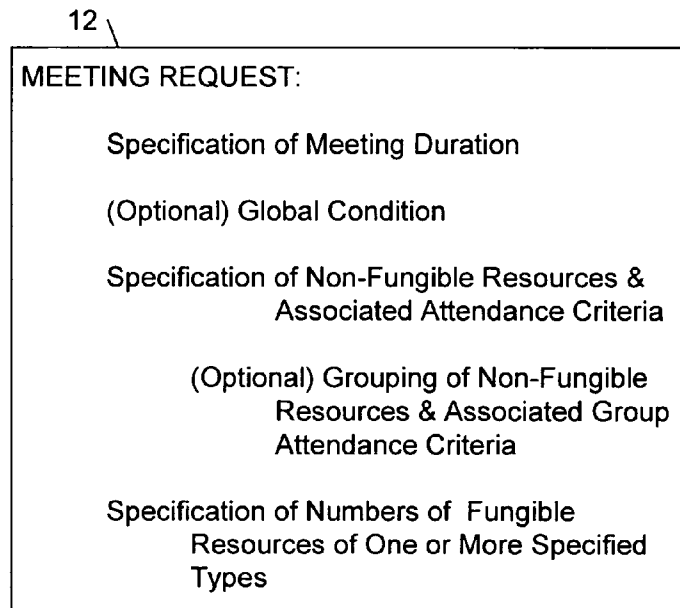 12
MEETING REQUEST:
Specification of Meeting Duration
(Optional) Global Condition
Specification of Non-Fungible Resources &
Associated Attendance Criteria
(Optional) Grouping of Non-Fungible
Resources & Associated Group
Attendance Criteria
Specification of Numbers of Fungible
Resources of One or More Specified
Types